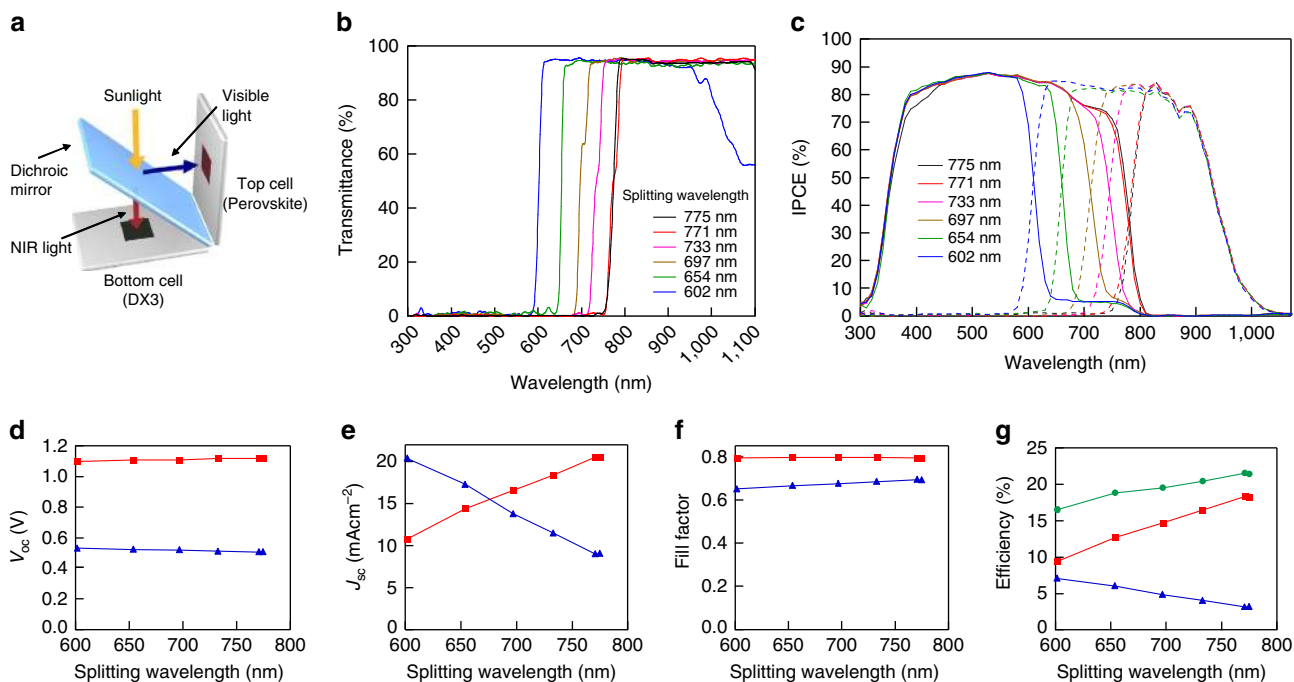 a
Sunlight
Visible
light
Dichroic
mirror
Top cell
(Perovskite)
NIR light
Bottom cell
(DX3)
b
100
80
60
40
20
0
Transmittance (%)
Splitting wavelength
775 nm
771 nm
733 nm
697 nm
654 nm
602 nm
300 400 500 600 700 800 900 1,000 1,100
Wavelength (nm)
c
100
90
80
70
60
50
40
30
20
10
0
IPCE (%)
775 nm
771 nm
733 nm
697 nm
654 nm
602 nm
300 400 500 600 700 800 900 1,000
Wavelength (nm)
d
1.2
1.0
0.8
0.6
0.4
0.2
0.0
Voc (V)
600 650 700 750 800
Splitting wavelength (nm)
e
20
15
10
5
0
Jsc (mAcm−2)
600 650 700 750 800
Splitting wavelength (nm)
f
0.8
0.6
0.4
0.2
0.0
Fill factor
600 650 700 750 800
Splitting wavelength (nm)
g
25
20
15
10
5
0
Efficiency (%)
600 650 700 750 800
Splitting wavelength (nm)